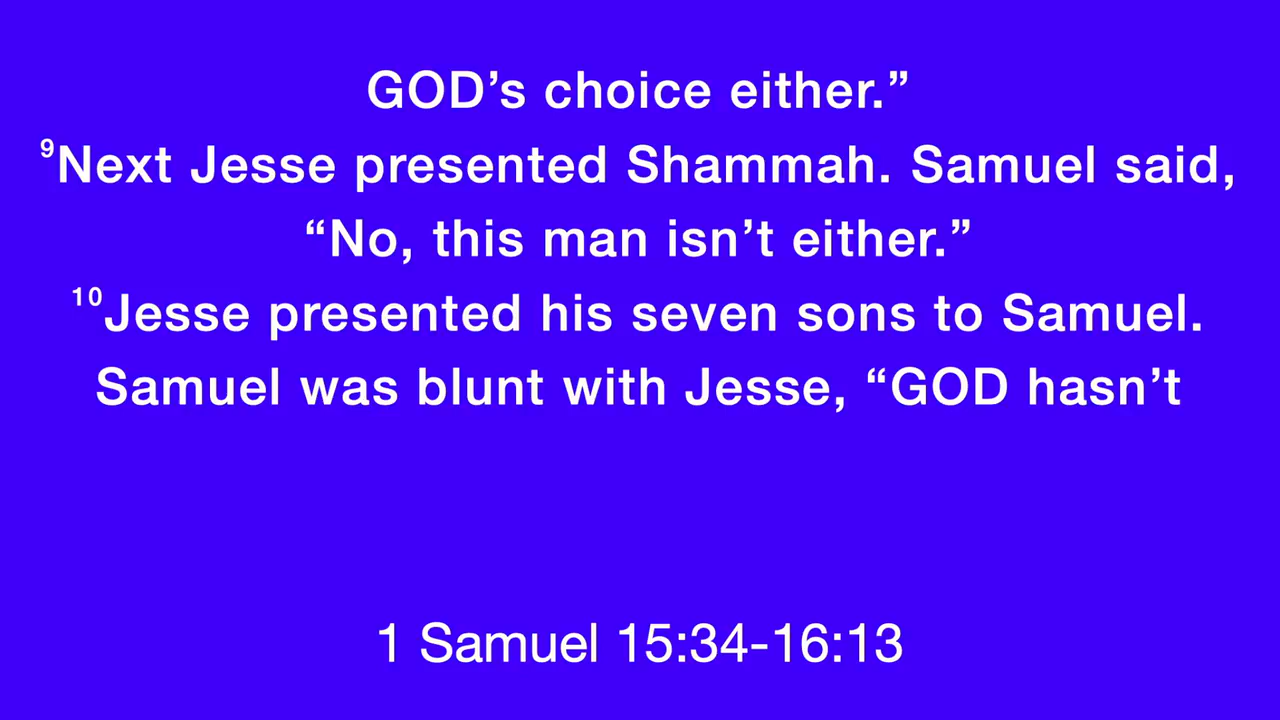 GOD’s choice either.”
⁹Next Jesse presented Shammah. Samuel said,
“No, this man isn’t either.”
¹⁰Jesse presented his seven sons to Samuel.
Samuel was blunt with Jesse, “GOD hasn’t
1 Samuel 15:34-16:13